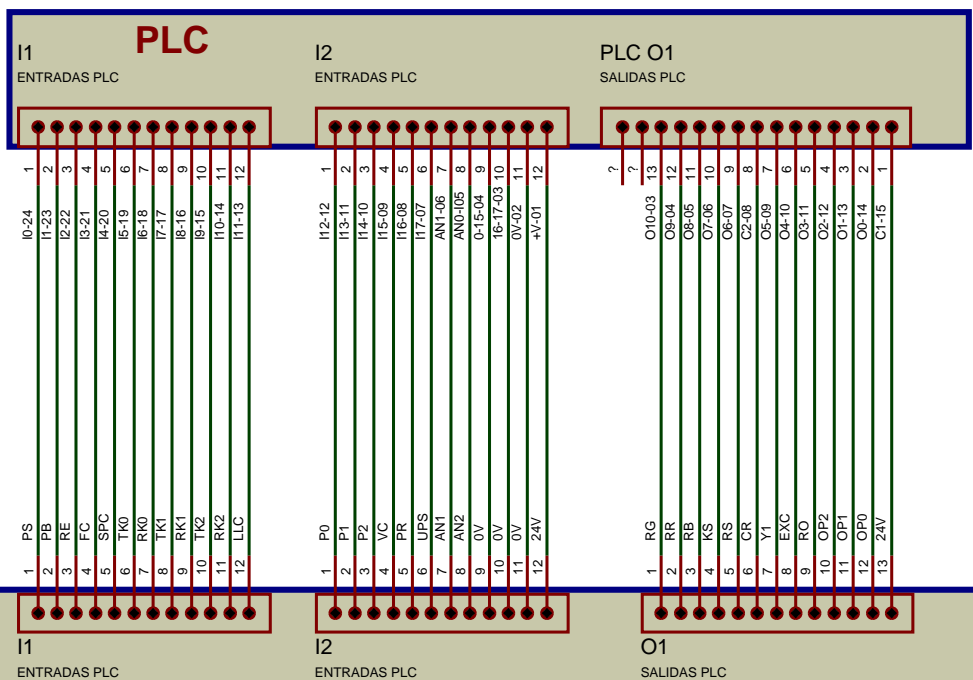 PLC
I1
ENTRADAS PLC
I2
ENTRADAS PLC
PLC O1
SALIDAS PLC
1 2 3 4 5 6 7 8 9 10 11 12
1 2 3 4 5 6 7 8 9 10 11 12
? ? 13 12 11 10 9 8 7 6 5 4 3 2 1
I0-24 I1-23 I2-22 I3-21 I4-20 I5-19 I6-18 I7-17 I8-16 I9-15 I10-14 I11-13
I12-12 I13-11 I14-10 I15-09 I16-08 I17-07 AN1-06 AN0-I05 0-15-04 16-17-03 0V-02 +V-01
O10-03 O9-04 O8-05 O7-06 O6-07 C2-08 O5-09 O4-10 O3-11 O2-12 O1-13 O0-14 C1-15
PS PB RE FC SPC TK0 RK0 TK1 RK1 TK2 RK2 LLC
P0 P1 P2 VC PR UPS AN1 AN2 0V 0V 0V 24V
RG RR RB KS RS CR Y1 EXC RO OP2 OP1 OP0 24V
1 2 3 4 5 6 7 8 9 10 11 12
1 2 3 4 5 6 7 8 9 10 11 12
1 2 3 4 5 6 7 8 9 10 11 12 13
I1
ENTRADAS PLC
I2
ENTRADAS PLC
O1
SALIDAS PLC